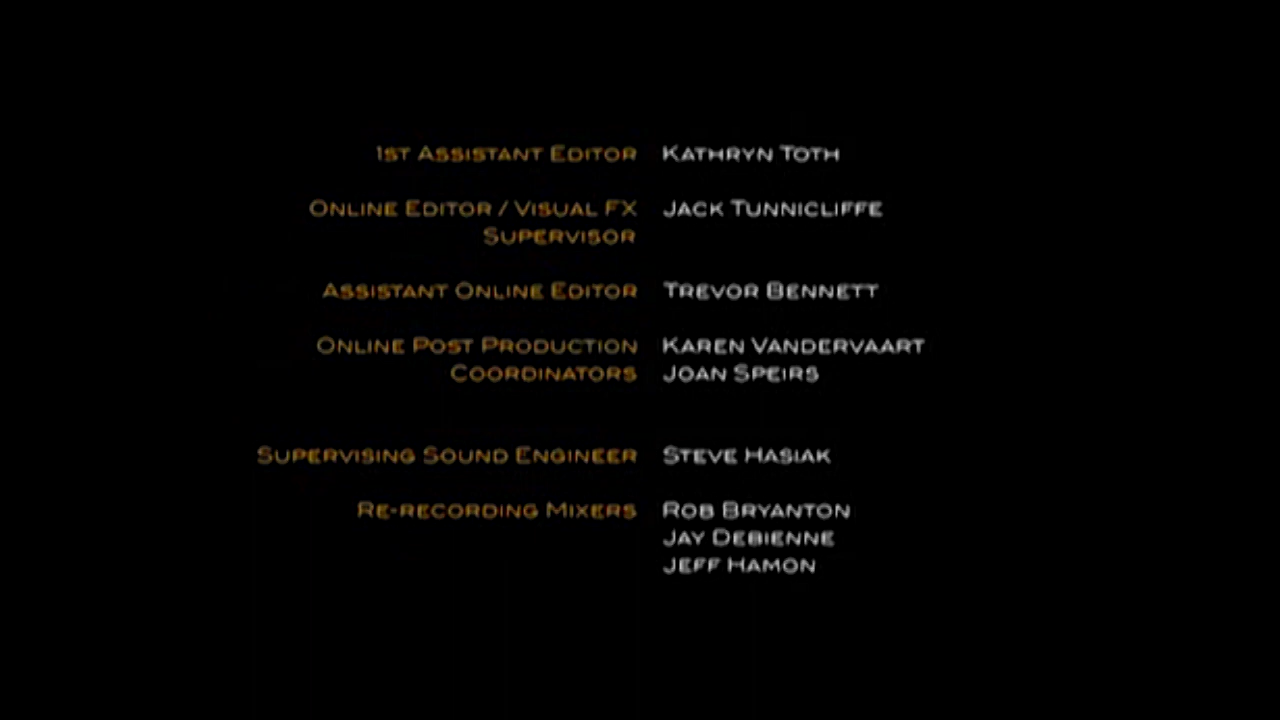 1st Assistant Editor Kathryn Toth
Online Editor / Visual FX Jack Tunnicliffe
Supervisor
Assistant Online Editor Trevor Bennett
Online Post Production Karen Vandervaart
Coordinators Joan Speirs
Supervising Sound Engineer Steve Hasiak
Re-recording Mixers Rob Bryanton
Jay Debienne
Jeff Hamon